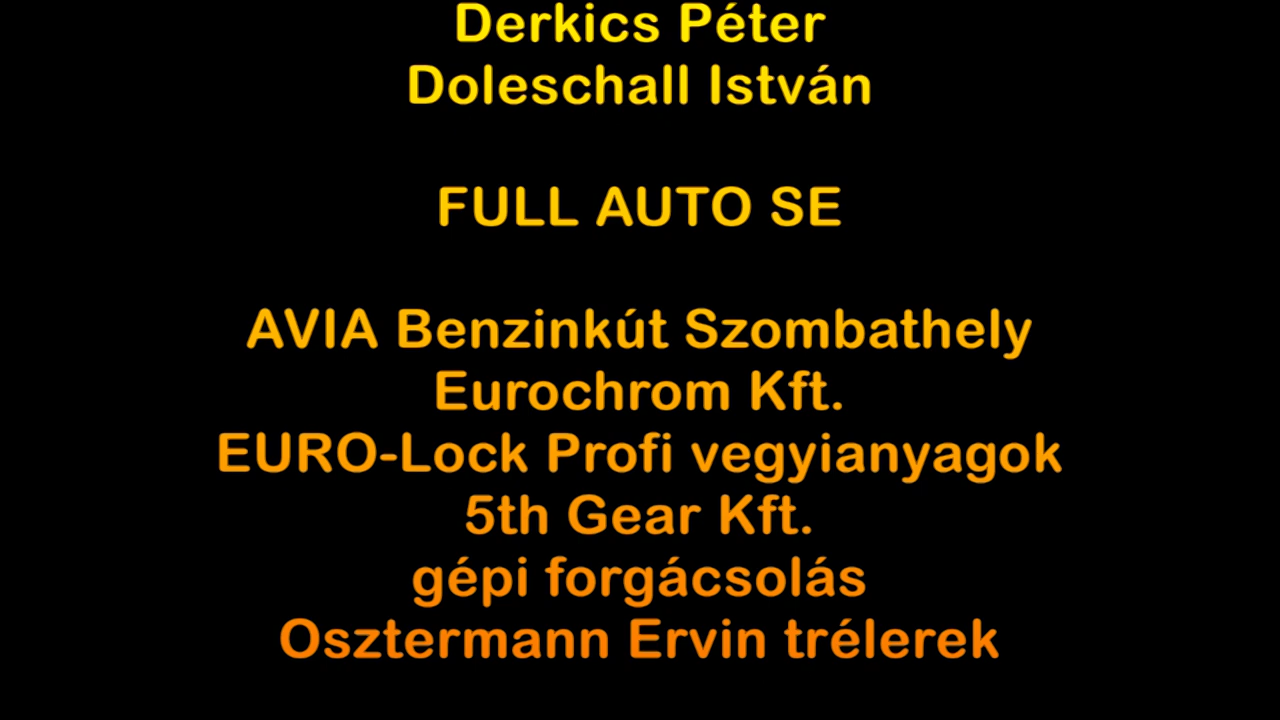 Derkics Péter
Doleschall István
FULL AUTO SE
AVIA Benzinkút Szombathely
Eurochrom Kft.
EURO-Lock Profi vegyianyagok
5th Gear Kft.
gépi forgácsolás
Osztermann Ervin trélerek